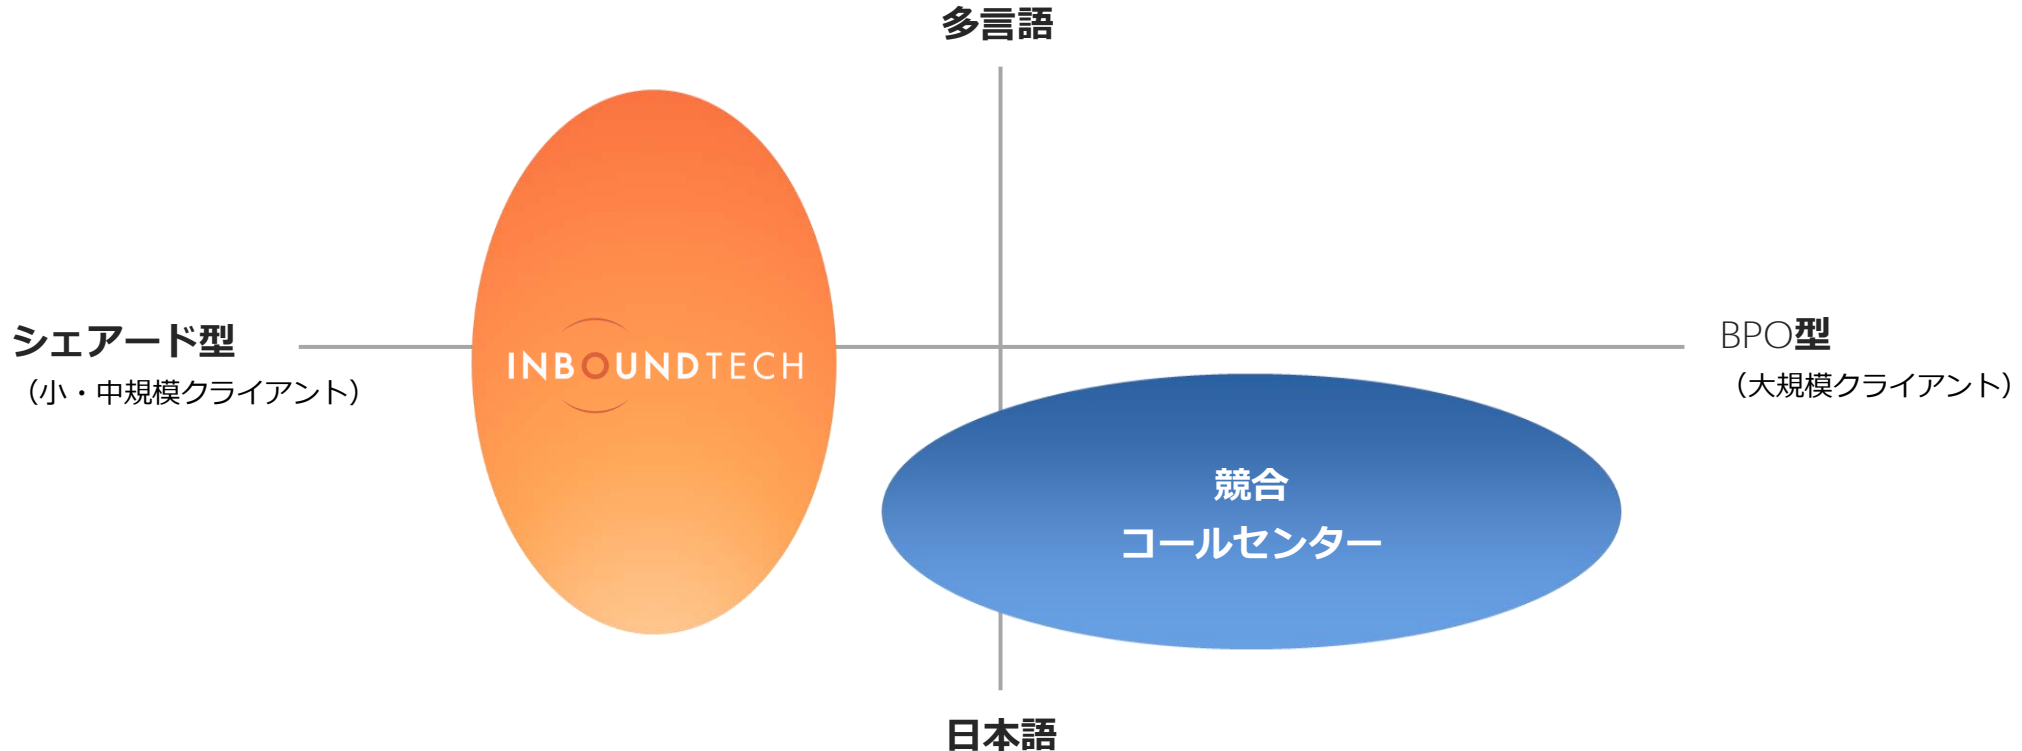 多言語
シェアード型
（小・中規模クライアント）
INBOUNDTECH
BPO型
（大規模クライアント）
競合
コールセンター
日本語